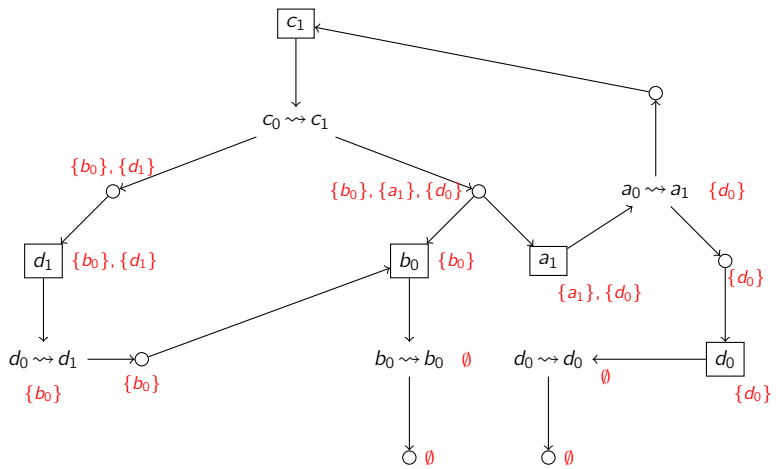 c₁
c₀ ⇝ c₁
{b₀}, {d₁}
{b₀}, {a₁}, {d₀}
a₀ ⇝ a₁ {d₀}
d₁ {b₀}, {d₁}
b₀ {b₀}
a₁
{a₁}, {d₀}
{d₀}
d₀ ⇝ d₁
{b₀}
{b₀}
b₀ ⇝ b₀ ∅
d₀ ⇝ d₀
∅
d₀
{d₀}
∅
∅